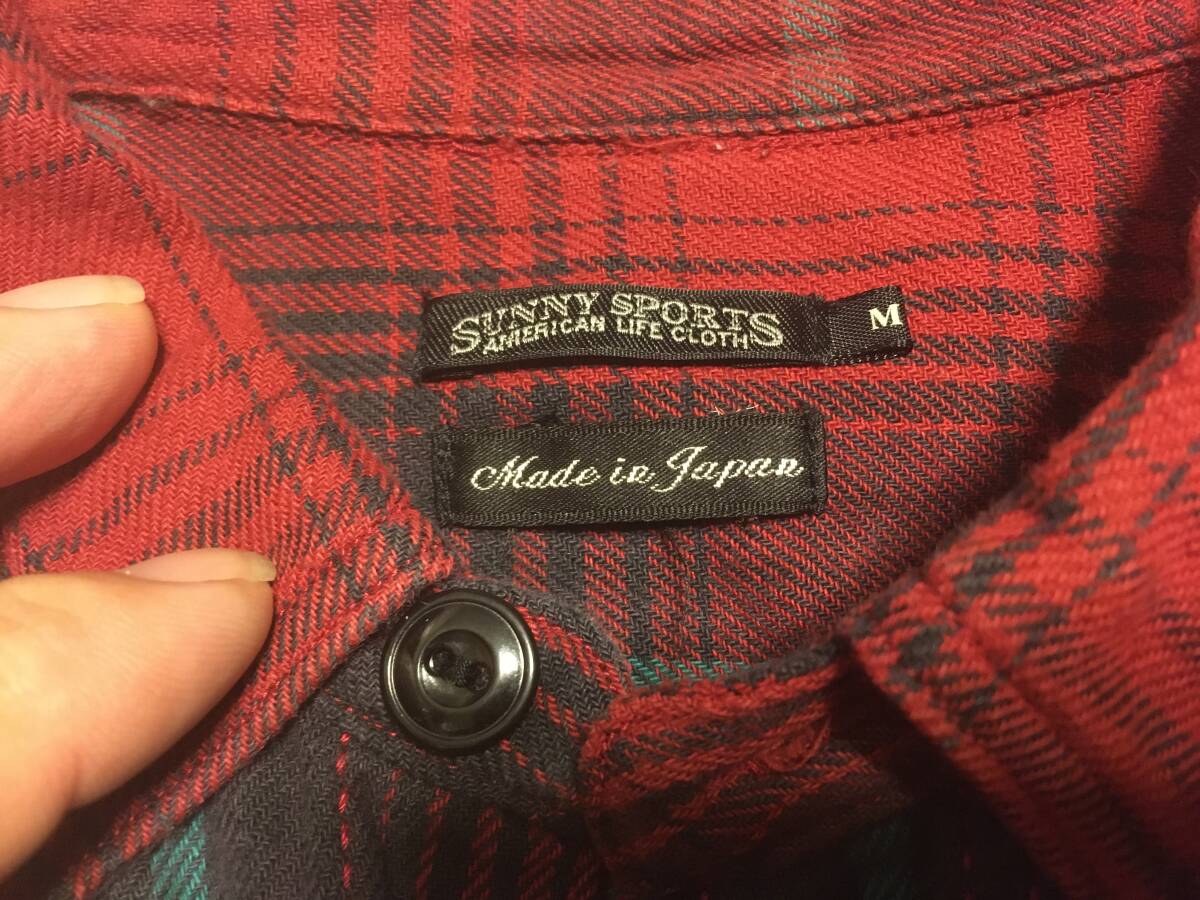 SUNNY SPORTS
AMERICAN LIFE CLOTH
M
Made in Japan